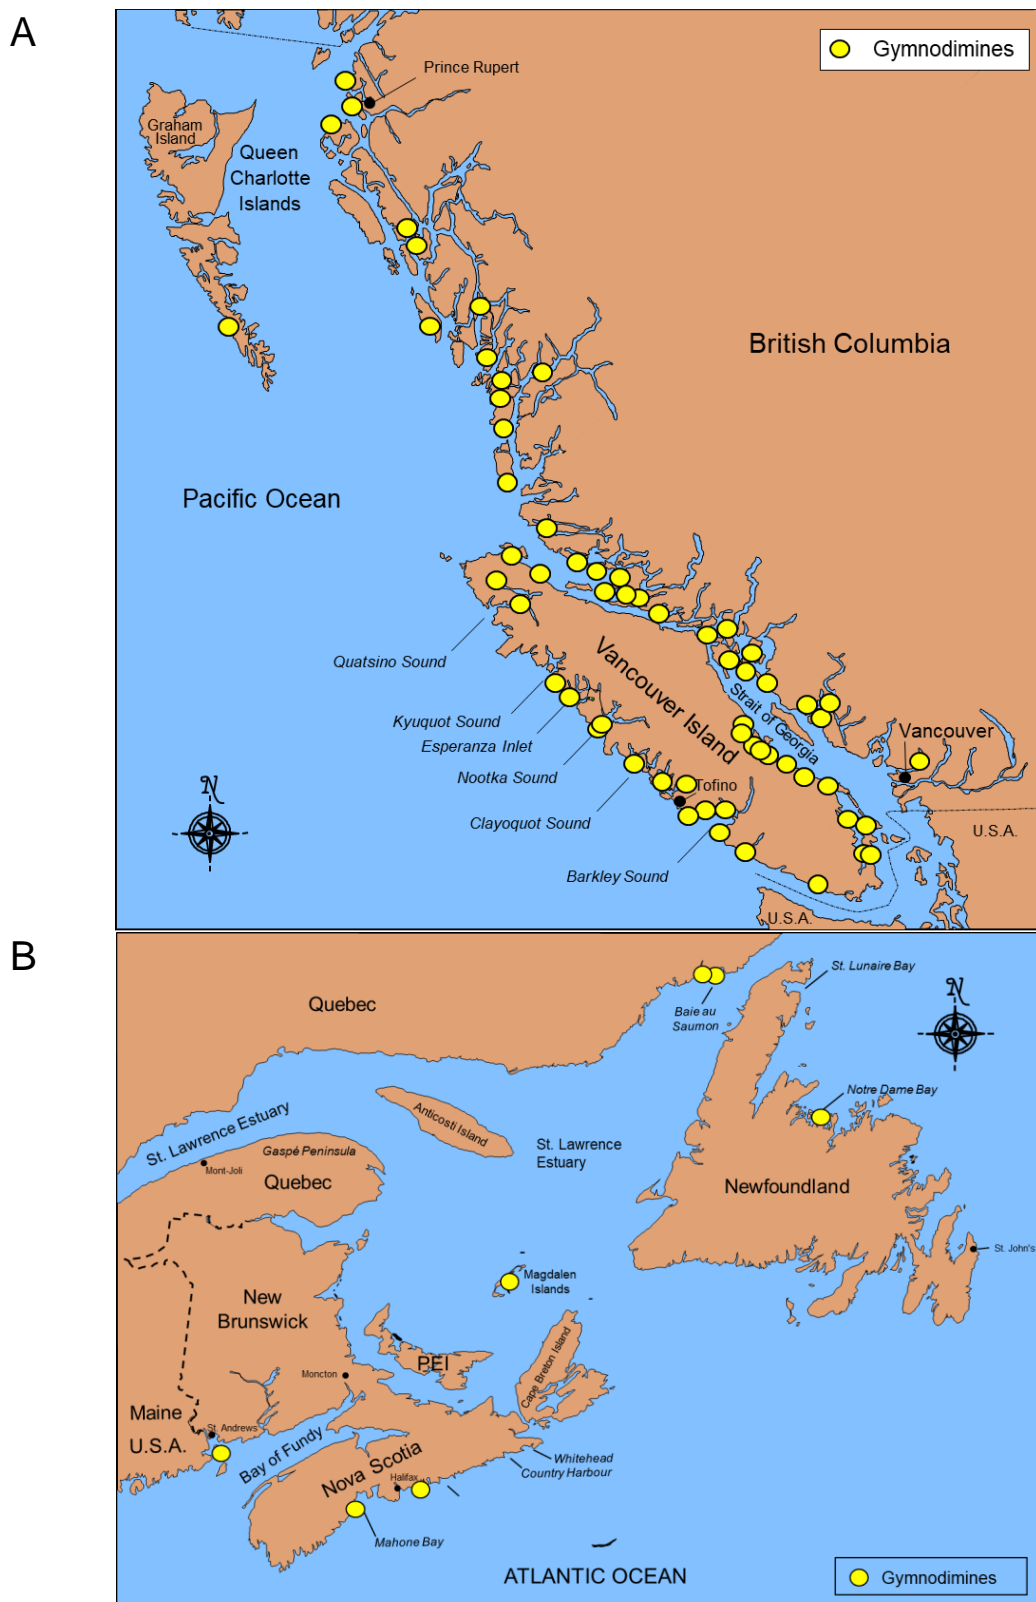 A
Gymnodimines
Prince Rupert
Graham
Island
Queen
Charlotte
Islands
British Columbia
Pacific Ocean
Quatsino Sound
Vancouver Island
Strait of Georgia
Kyuquot Sound
Esperanza Inlet
Vancouver
Nootka Sound
Tofino
N
Clayoquot Sound
U.S.A.
Barkley Sound
U.S.A.
B
St. Lunaire Bay
Quebec
N
Baie au
Saumon
Notre Dame Bay
Anticosti Island
St. Lawrence Estuary
St. Lawrence
Estuary
Gaspé Peninsula
Mont-Joli
Quebec
Newfoundland
St. John's
Magdalen
Islands
New
Brunswick
PEI
Cape Breton Island
Moncton
Maine
U.S.A.
St. Andrews
Bay of Fundy
Nova Scotia
Whitehead
Country Harbour
Halifax
Mahone Bay
ATLANTIC OCEAN
Gymnodimines